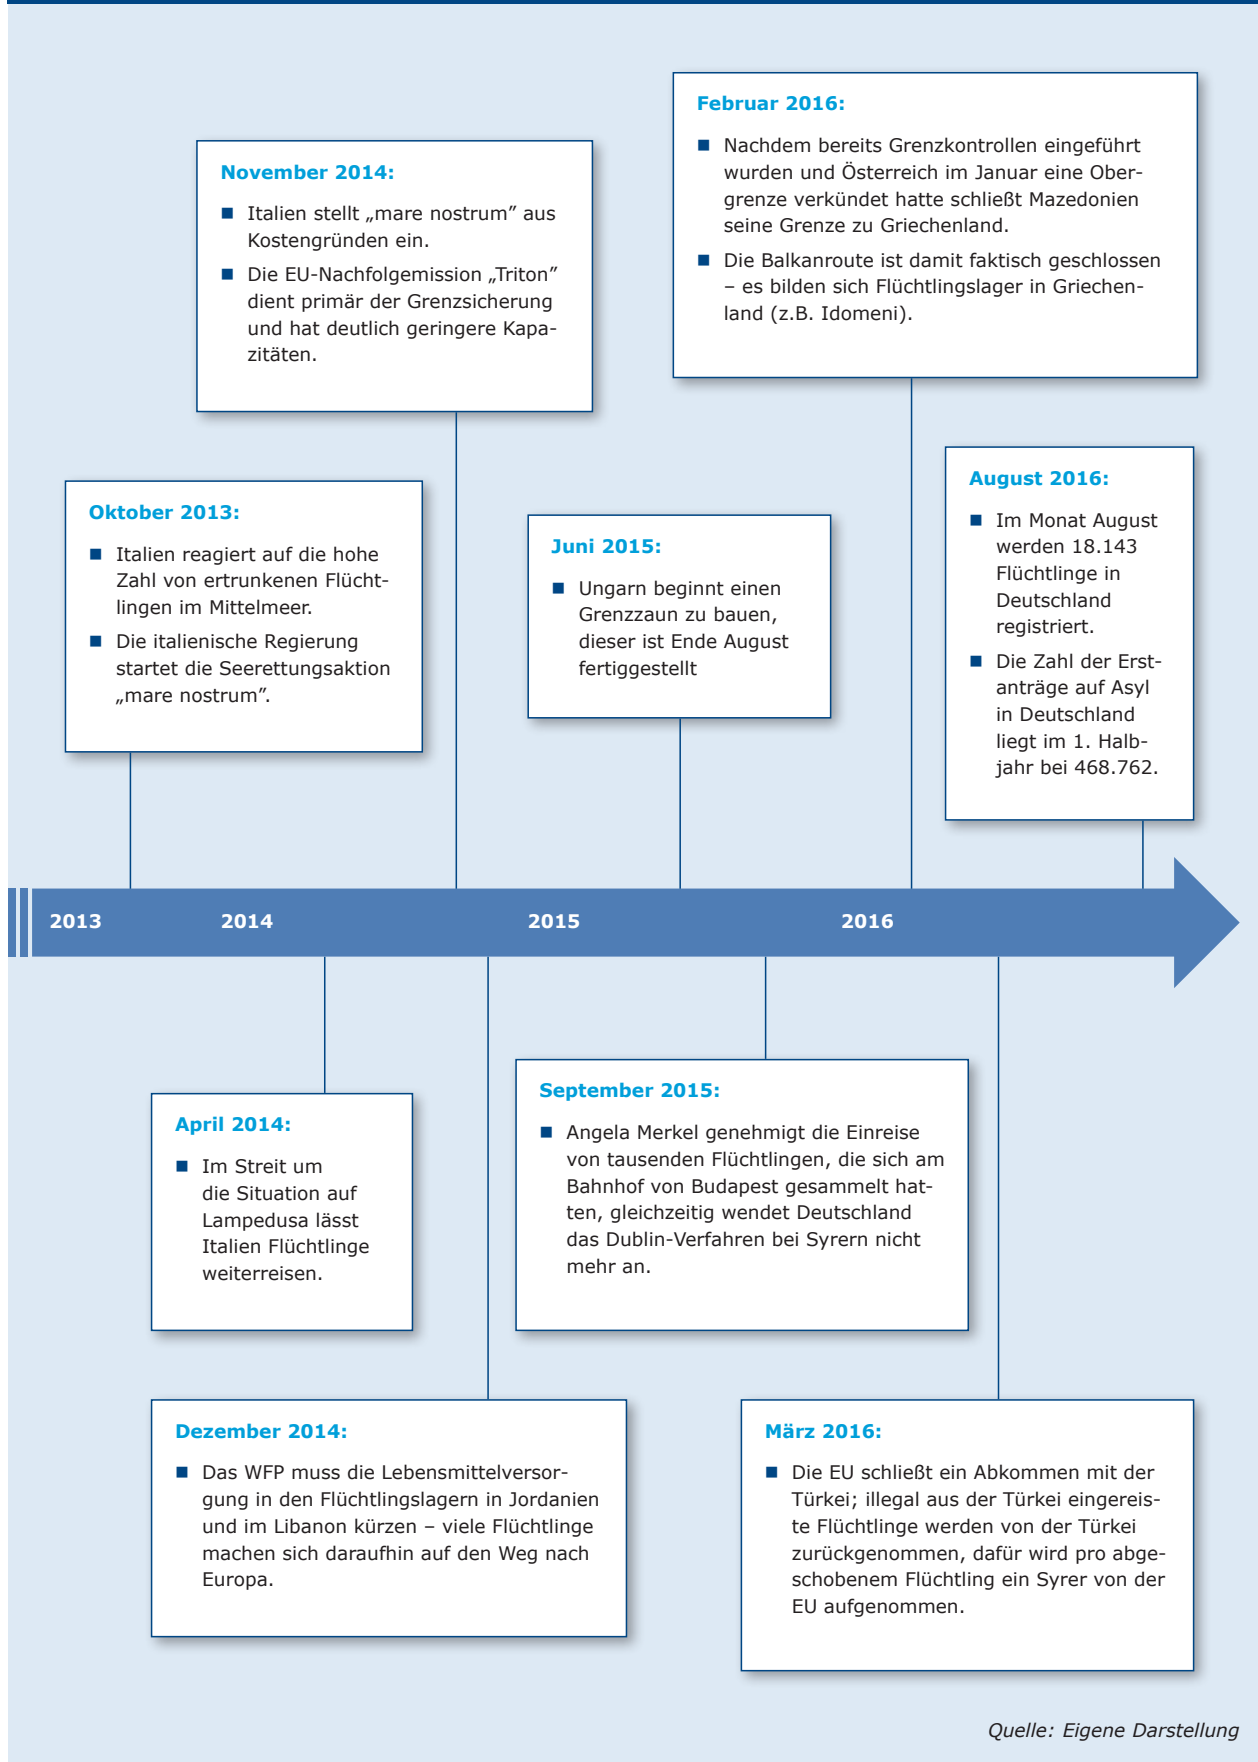 Februar 2016:
■ Nachdem bereits Grenzkontrollen eingeführt
wurden und Österreich im Januar eine Ober-
grenze verkündet hatte schließt Mazedonien
seine Grenze zu Griechenland.
■ Die Balkanroute ist damit faktisch geschlossen
– es bilden sich Flüchtlingslager in Griechen-
land (z.B. Idomeni).
November 2014:
■ Italien stellt „mare nostrum” aus
Kostengründen ein.
■ Die EU-Nachfolgemission „Triton”
dient primär der Grenzsicherung
und hat deutlich geringere Kapa-
zitäten.
August 2016:
■ Im Monat August
werden 18.143
Flüchtlinge in
Deutschland
registriert.
■ Die Zahl der Erst-
anträge auf Asyl
in Deutschland
liegt im 1. Halb-
jahr bei 468.762.
Oktober 2013:
■ Italien reagiert auf die hohe
Zahl von ertrunkenen Flücht-
lingen im Mittelmeer.
■ Die italienische Regierung
startet die Seerettungsaktion
„mare nostrum”.
Juni 2015:
■ Ungarn beginnt einen
Grenzzaun zu bauen,
dieser ist Ende August
fertiggestellt
2013 2014 2015 2016
September 2015:
■ Angela Merkel genehmigt die Einreise
von tausenden Flüchtlingen, die sich am
Bahnhof von Budapest gesammelt hat-
ten, gleichzeitig wendet Deutschland
das Dublin-Verfahren bei Syrern nicht
mehr an.
April 2014:
■ Im Streit um
die Situation auf
Lampedusa lässt
Italien Flüchtlinge
weiterreisen.
Dezember 2014:
■ Das WFP muss die Lebensmittelversor-
gung in den Flüchtlingslagern in Jordanien
und im Libanon kürzen – viele Flüchtlinge
machen sich daraufhin auf den Weg nach
Europa.
März 2016:
■ Die EU schließt ein Abkommen mit der
Türkei; illegal aus der Türkei eingereis-
te Flüchtlinge werden von der Türkei
zurückgenommen, dafür wird pro abge-
schobenem Flüchtling ein Syrer von der
EU aufgenommen.
Quelle: Eigene Darstellung